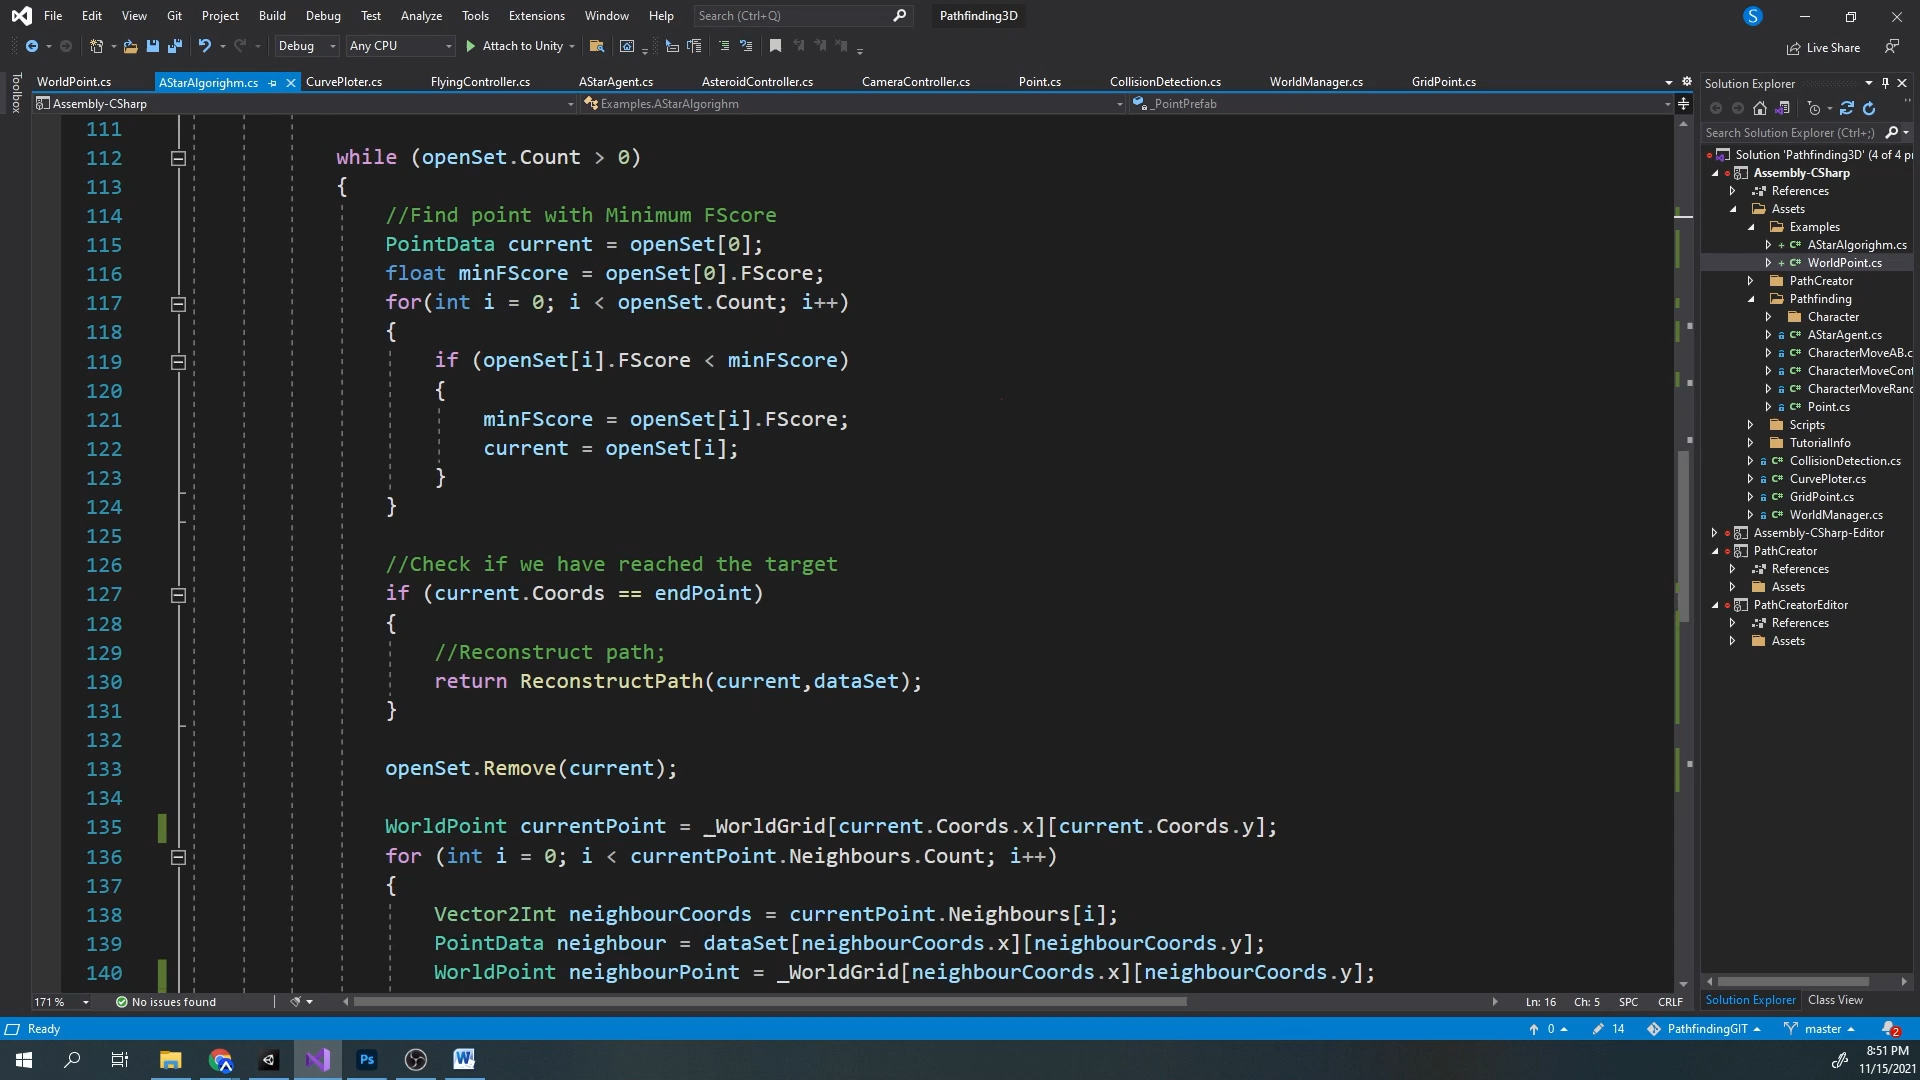 File Edit View Git Project Build Debug Test Analyze Tools Extensions Window Help Search (Ctrl+Q) Pathfinding3D S
Debug Any CPU Attach to Unity Live Share
WorldPoint.cs AStarAlgorighm.cs CurvePloter.cs FlyingController.cs AStarAgent.cs AsteroidController.cs CameraController.cs Point.cs CollisionDetection.cs WorldManager.cs GridPoint.cs
Assembly-CSharp Examples.AStarAlgorighm _PointPrefab
Toolbox
111
112 while (openSet.Count > 0)
113 {
114 //Find point with Minimum FScore
115 PointData current = openSet[0];
116 float minFScore = openSet[0].FScore;
117 for(int i = 0; i < openSet.Count; i++)
118 {
119 if (openSet[i].FScore < minFScore)
120 {
121 minFScore = openSet[i].FScore;
122 current = openSet[i];
123 }
124 }
125
126 //Check if we have reached the target
127 if (current.Coords == endPoint)
128 {
129 //Reconstruct path;
130 return ReconstructPath(current,dataSet);
131 }
132
133 openSet.Remove(current);
134
135 WorldPoint currentPoint = _WorldGrid[current.Coords.x][current.Coords.y];
136 for (int i = 0; i < currentPoint.Neighbours.Count; i++)
137 {
138 Vector2Int neighbourCoords = currentPoint.Neighbours[i];
139 PointData neighbour = dataSet[neighbourCoords.x][neighbourCoords.y];
140 WorldPoint neighbourPoint = _WorldGrid[neighbourCoords.x][neighbourCoords.y];
171 % No issues found Ln: 16 Ch: 5 SPC CRLF
Solution Explorer
Search Solution Explorer (Ctrl+;)
Solution 'Pathfinding3D' (4 of 4 pr
Assembly-CSharp
References
Assets
Examples
AStarAlgorighm.cs
WorldPoint.cs
PathCreator
Pathfinding
Character
AStarAgent.cs
CharacterMoveAB.c
CharacterMoveCont
CharacterMoveRand
Point.cs
Scripts
TutorialInfo
CollisionDetection.cs
CurvePloter.cs
GridPoint.cs
WorldManager.cs
Assembly-CSharp-Editor
PathCreator
References
Assets
PathCreatorEditor
References
Assets
Solution Explorer Class View
Ready 0 14 PathfindingGIT master 2
Ps W
8:51 PM
11/15/2021